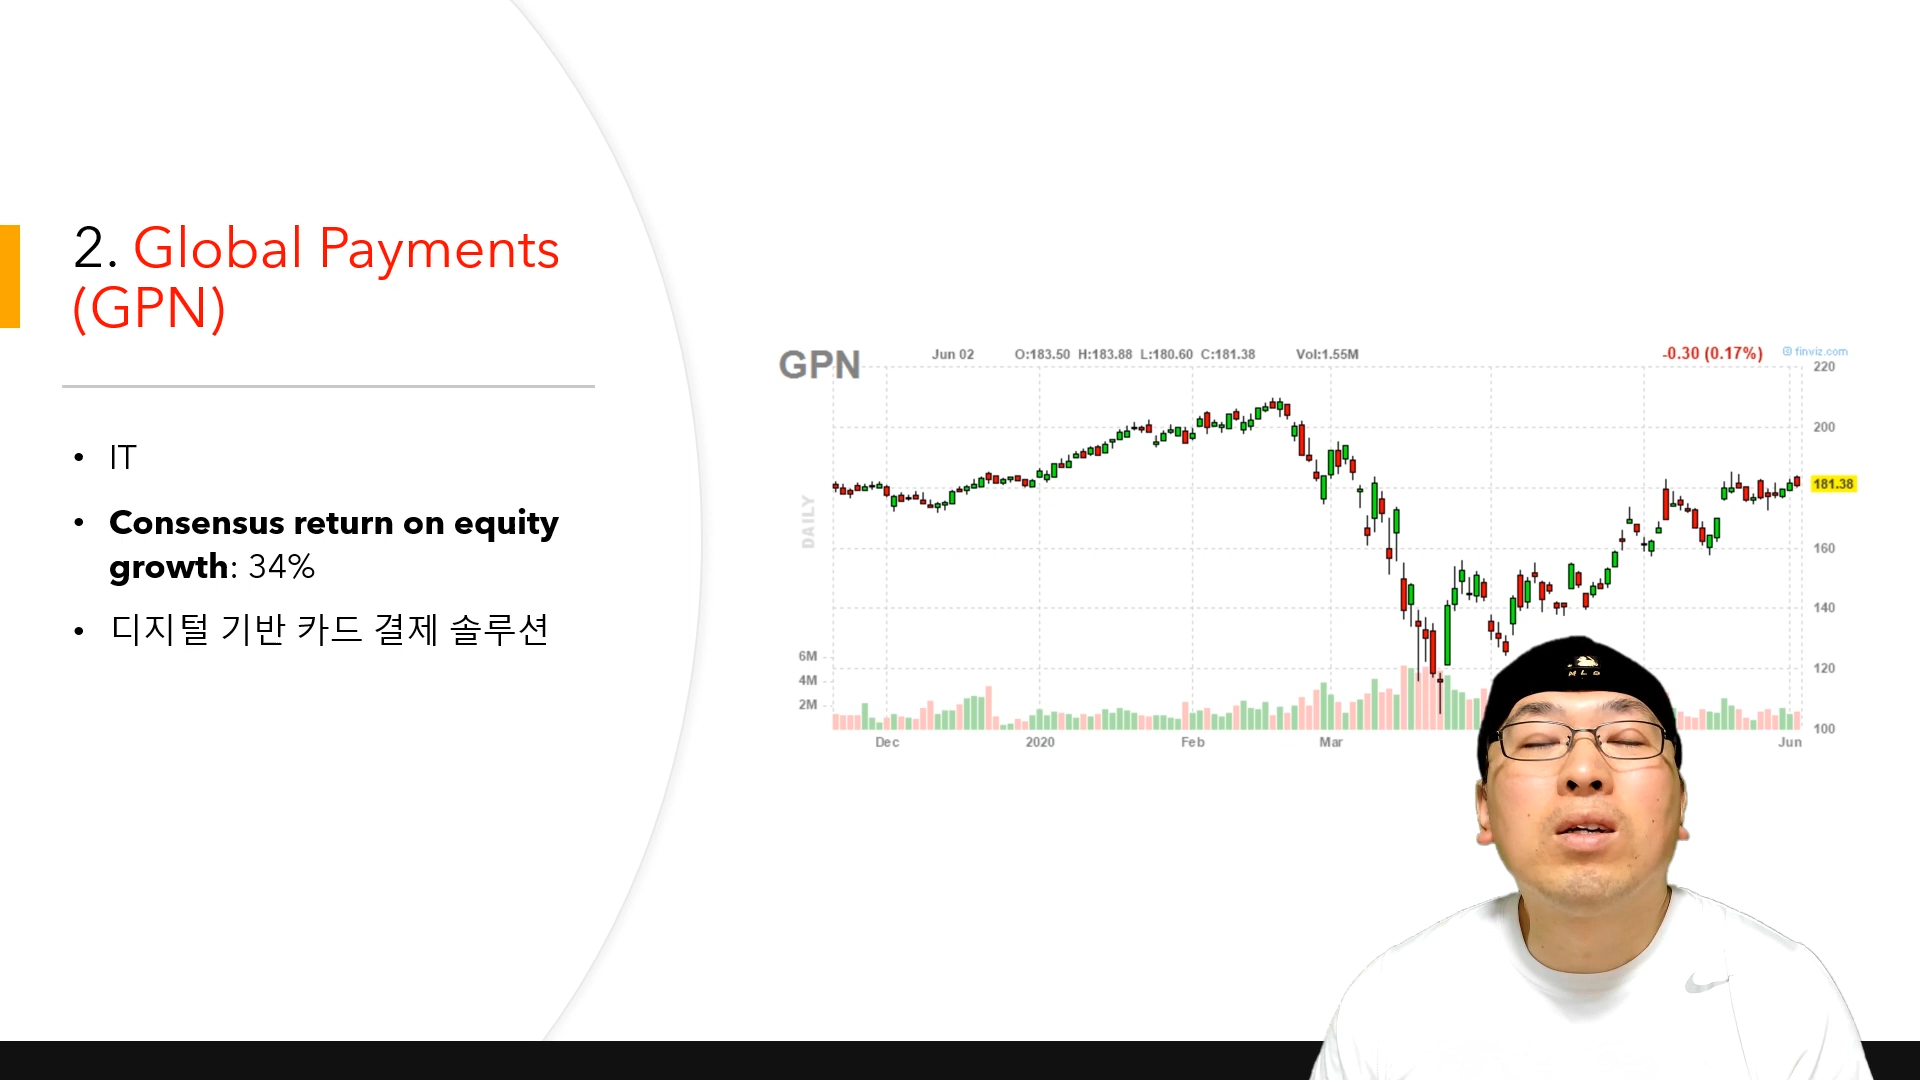 2. Global Payments
(GPN)
IT
Consensus return on equity
growth: 34%
디지털 기반 카드 결제 솔루션
GPN
Jun 02 O:183.50 H:183.88 L:180.60 C:181.38 Vol:1.55M
-0.30 (0.17%)
finviz.com
220
200
181.38
160
140
120
100
DAILY
6M
4M
2M
Dec 2020 Feb Mar Jun
MLB